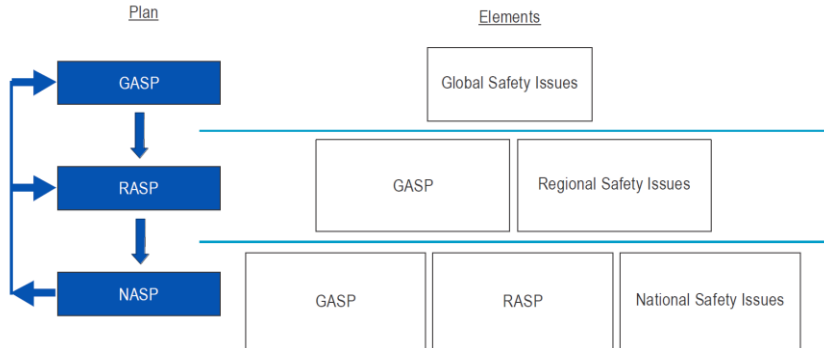 Plan
Elements
GASP
Global Safety Issues
RASP
GASP
Regional Safety Issues
NASP
GASP
RASP
National Safety Issues